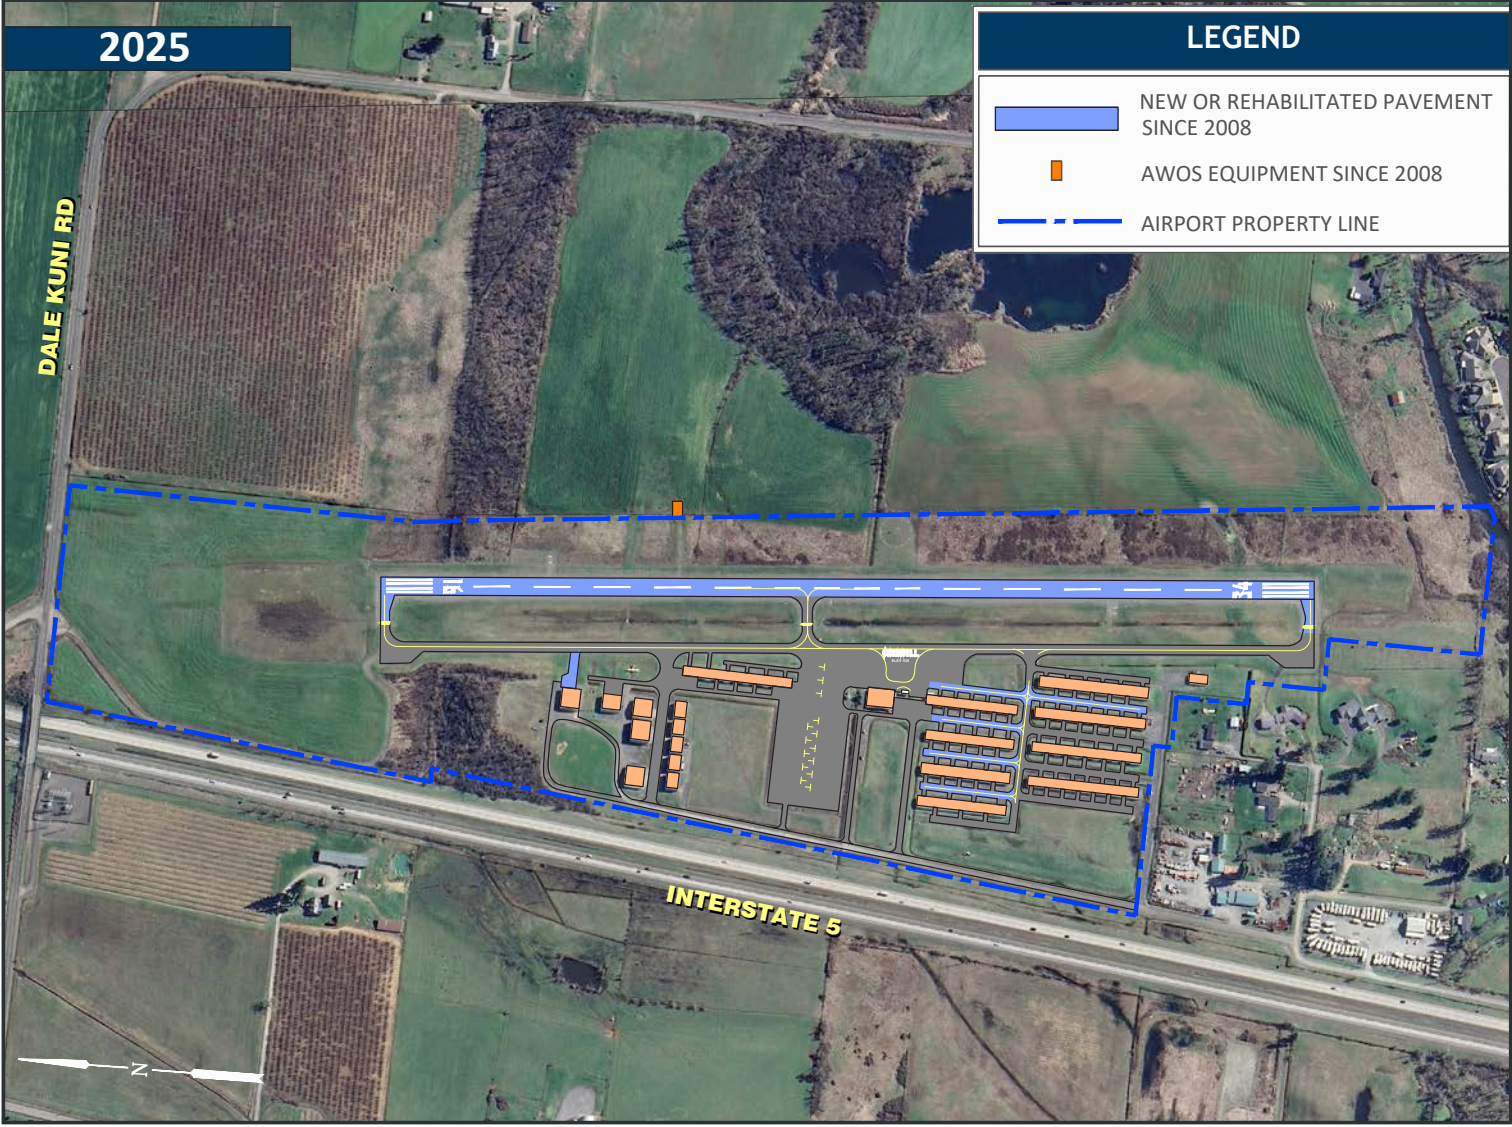 2025
LEGEND
NEW OR REHABILITATED PAVEMENT
SINCE 2008
AWOS EQUIPMENT SINCE 2008
AIRPORT PROPERTY LINE
DALE KUNI RD
16
34
INTERSTATE 5
N